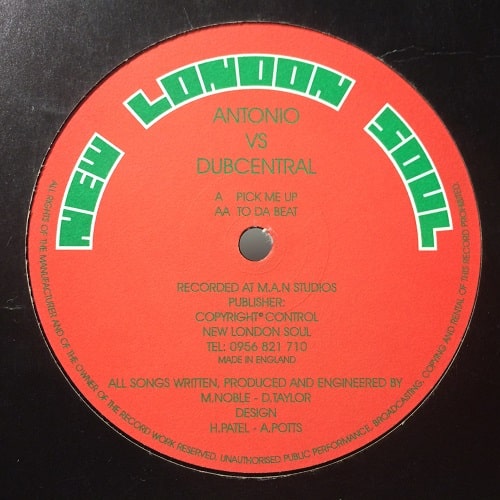 NEW LONDON SOUL
ANTONIO
VS
DUBCENTRAL
A PICK ME UP
AA TO DA BEAT
RECORDED AT M.A.N STUDIOS
PUBLISHER:
COPYRIGHT CONTROL
NEW LONDON SOUL
TEL: 0956 821 710
MADE IN ENGLAND
ALL SONGS WRITTEN, PRODUCED AND ENGINEERED BY
M.NOBLE - D.TAYLOR
DESIGN
H.PATEL - A.POTTS
ALL RIGHTS OF THE MANUFACTURER AND OF THE OWNER OF THE RECORD WORK RESERVED. UNAUTHORISED PUBLIC PERFORMANCE, BROADCASTING, COPYING AND RENTAL OF THIS RECORD PROHIBITED.